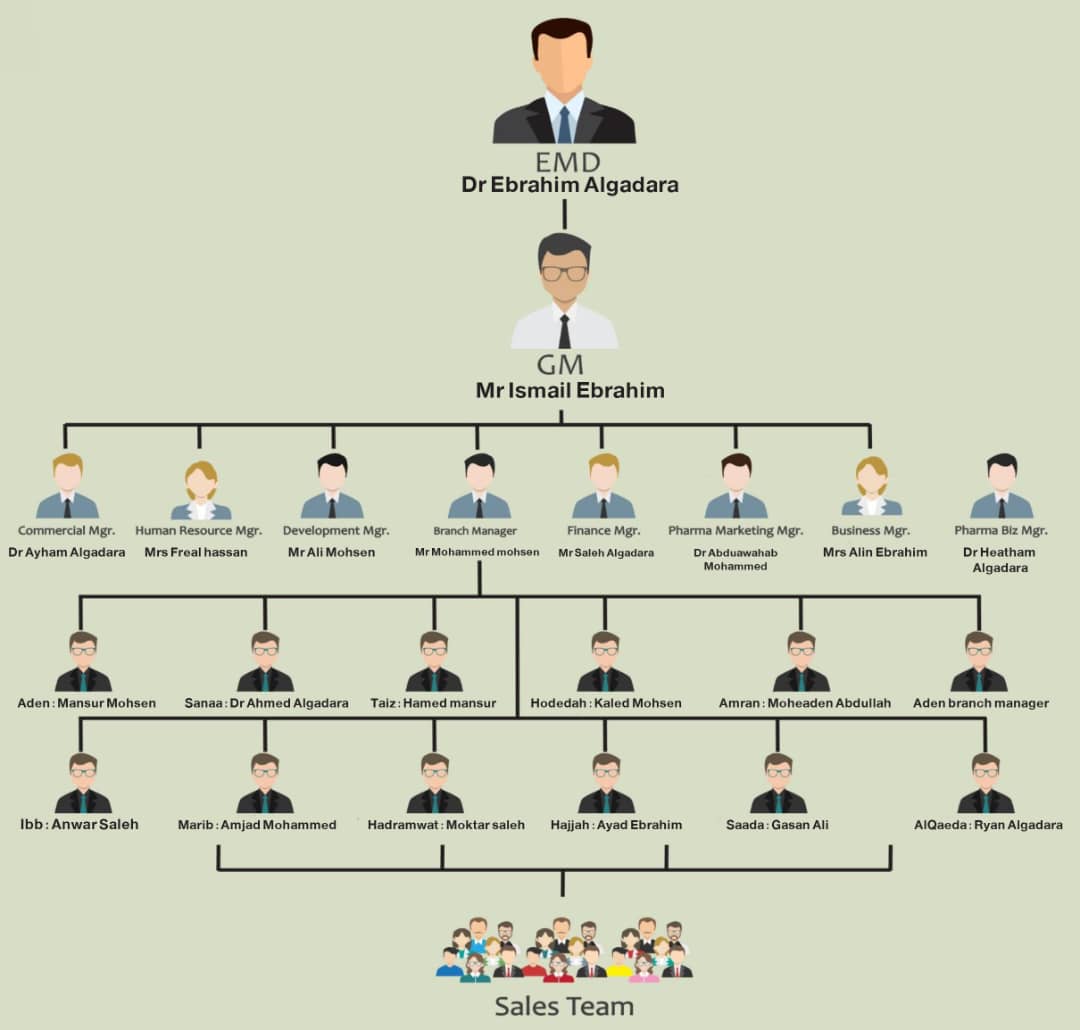 EMD
Dr Ebrahim Algadara
GM
Mr Ismail Ebrahim
Commercial Mgr.
Dr Ayham Algadara
Human Resource Mgr.
Mrs Freal hassan
Development Mgr.
Mr Ali Mohsen
Branch Manager
Mr Mohammed mohsen
Finance Mgr.
Mr Saleh Algadara
Pharma Marketing Mgr.
Dr Abduawahab
Mohammed
Business Mgr.
Mrs Alin Ebrahim
Pharma Biz Mgr.
Dr Heatham
Algadara
Aden : Mansur Mohsen
Sanaa : Dr Ahmed Algadara
Taiz : Hamed mansur
Hodedah : Kaled Mohsen
Amran : Moheaden Abdullah
Aden branch manager
Ibb : Anwar Saleh
Marib : Amjad Mohammed
Hadramwat : Moktar saleh
Hajjah : Ayad Ebrahim
Saada : Gasan Ali
AlQaeda : Ryan Algadara
Sales Team